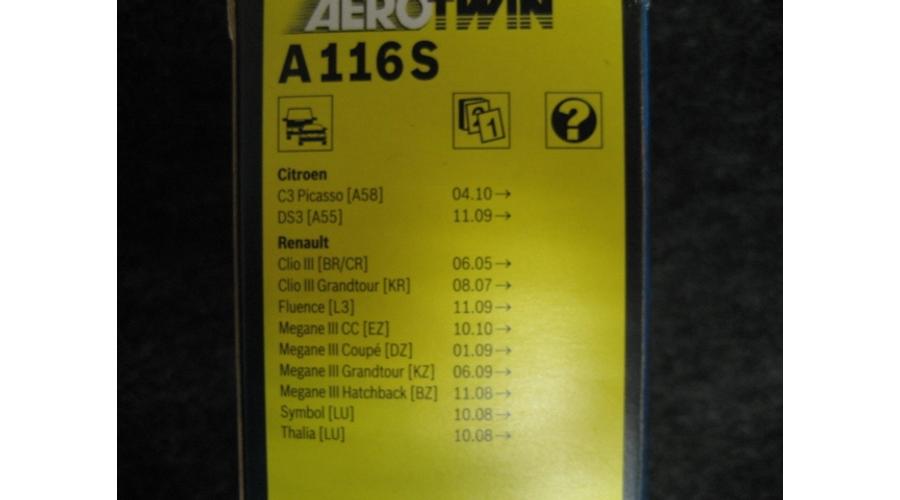 AEROTWIN
A116S
1 ?
Citroen
C3 Picasso [A58] 04.10→
DS3 [A55] 11.09→
Renault
Clio III [BR/CR] 06.05→
Clio III Grandtour [KR] 08.07→
Fluence [L3] 11.09→
Megane III CC [EZ] 10.10→
Megane III Coupé [DZ] 01.09→
Megane III Grandtour [KZ] 06.09→
Megane III Hatchback [BZ] 11.08→
Symbol [LU] 10.08→
Thalia [LU] 10.08→